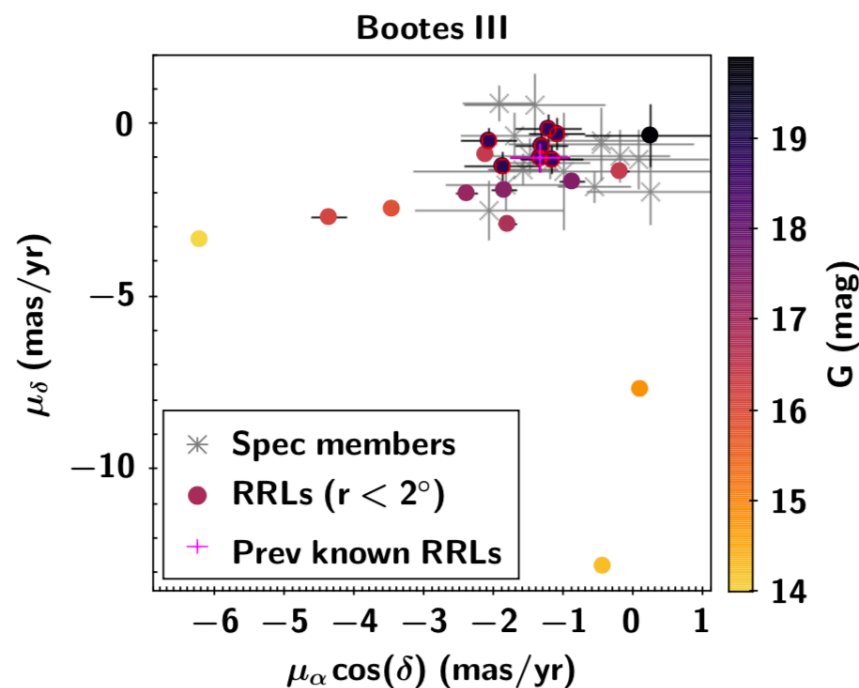 Bootes III
0
−5
−10
μδ (mas/yr)
Spec members
RRLs (r < 2°)
Prev known RRLs
−6 −5 −4 −3 −2 −1 0 1
μα cos(δ) (mas/yr)
19
18
17
16
15
14
G (mag)